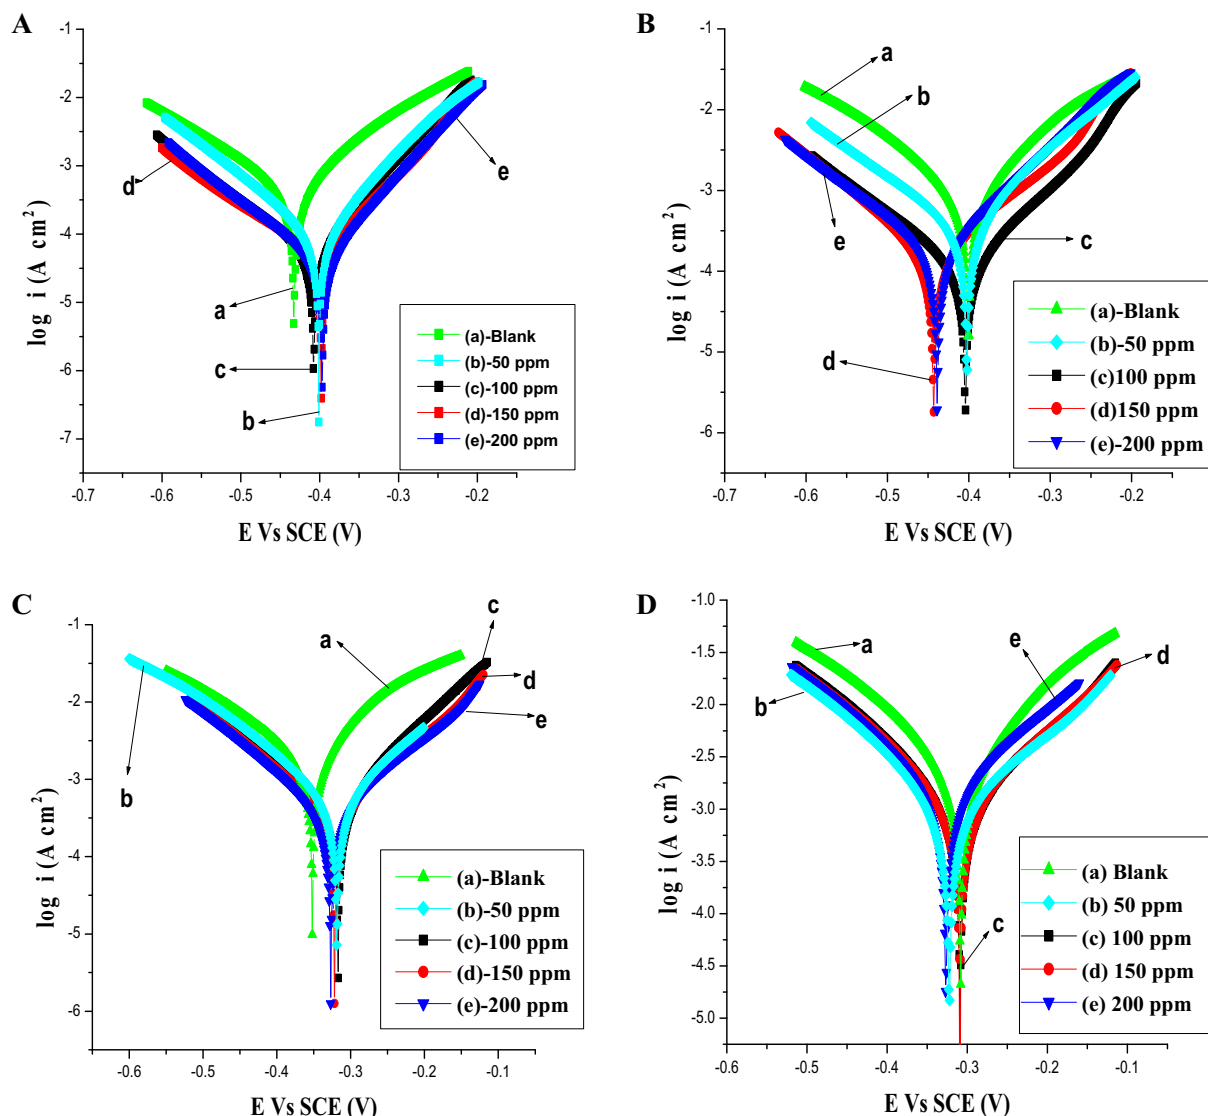 A
-1
-2
-3
-4
-5
-6
-7
log i (A cm²)
-0.7
-0.6
-0.5
-0.4
-0.3
-0.2
E Vs SCE (V)
d
e
a
c
b
(a)-Blank
(b)-50 ppm
(c)-100 ppm
(d)-150 ppm
(e)-200 ppm
B
-1
-2
-3
-4
-5
-6
log i (A cm²)
-0.7
-0.6
-0.5
-0.4
-0.3
-0.2
E Vs SCE (V)
a
b
e
c
d
(a)-Blank
(b)-50 ppm
(c)100 ppm
(d)150 ppm
(e)-200 ppm
C
-1
-2
-3
-4
-5
-6
log i (A cm²)
-0.6
-0.5
-0.4
-0.3
-0.2
-0.1
E Vs SCE (V)
c
a
d
e
b
(a)-Blank
(b)-50 ppm
(c)-100 ppm
(d)-150 ppm
(e)-200 ppm
D
-1.0
-1.5
-2.0
-2.5
-3.0
-3.5
-4.0
-4.5
-5.0
log i (A cm²)
-0.6
-0.5
-0.4
-0.3
-0.2
-0.1
E Vs SCE (V)
a
e
d
b
c
(a) Blank
(b) 50 ppm
(c) 100 ppm
(d) 150 ppm
(e) 200 ppm